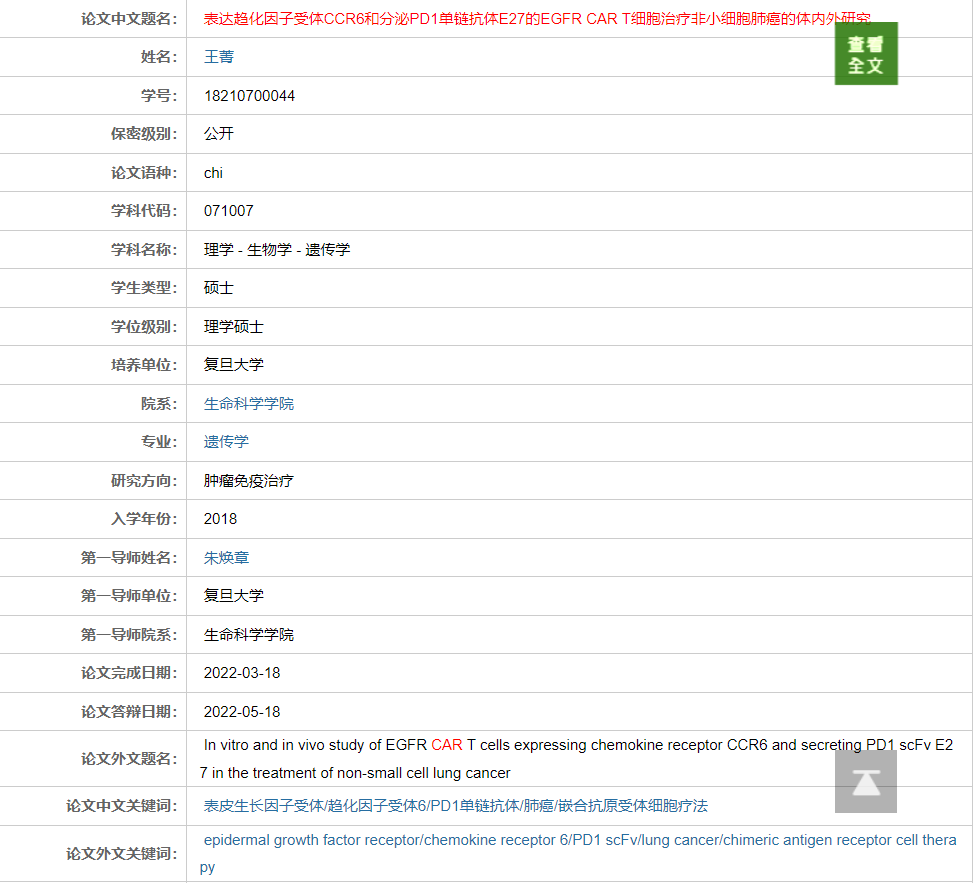 论文中文题名： 表达趋化因子受体CCR6和分泌PD1单链抗体E27的EGFR CAR T细胞治疗非小细胞肺癌的体内外研究
查看
全文
姓名： 王菁
学号： 18210700044
保密级别： 公开
论文语种： chi
学科代码： 071007
学科名称： 理学 - 生物学 - 遗传学
学生类型： 硕士
学位级别： 理学硕士
培养单位： 复旦大学
院系： 生命科学学院
专业： 遗传学
研究方向： 肿瘤免疫治疗
入学年份： 2018
第一导师姓名： 朱焕章
第一导师单位： 复旦大学
第一导师院系： 生命科学学院
论文完成日期： 2022-03-18
论文答辩日期： 2022-05-18
论文外文题名： In vitro and in vivo study of EGFR CAR T cells expressing chemokine receptor CCR6 and secreting PD1 scFv E2
7 in the treatment of non-small cell lung cancer
论文中文关键词： 表皮生长因子受体/趋化因子受体6/PD1单链抗体/肺癌/嵌合抗原受体细胞疗法
论文外文关键词： epidermal growth factor receptor/chemokine receptor 6/PD1 scFv/lung cancer/chimeric antigen receptor cell thera
py